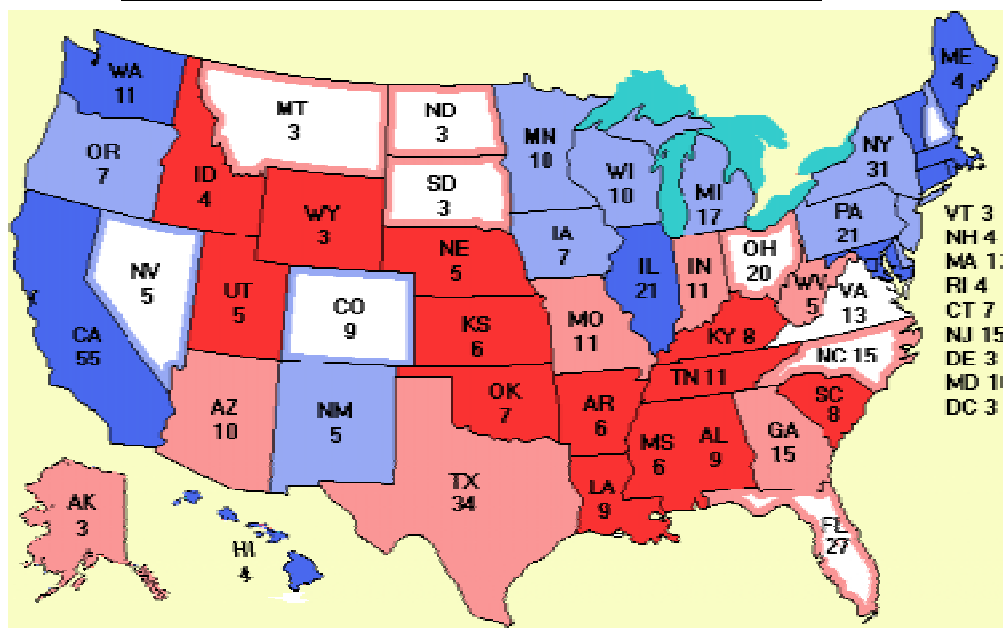 WA
11
OR
7
CA
55
NV
5
ID
4
MT
3
WY
3
UT
5
AZ
10
CO
9
NM
5
ND
3
SD
3
NE
5
KS
6
OK
7
TX
34
MN
10
IA
7
MO
11
AR
6
LA
9
WI
10
IL
21
MI
17
IN
11
OH
20
KY 8
TN 11
MS
6
AL
9
GA
15
FL
27
SC
8
NC 15
VA
13
WV
5
PA
21
NY
31
ME
4
VT 3
NH 4
MA
RI 4
CT 7
NJ 15
DE 3
MD
DC 3
AK
3
HI
4